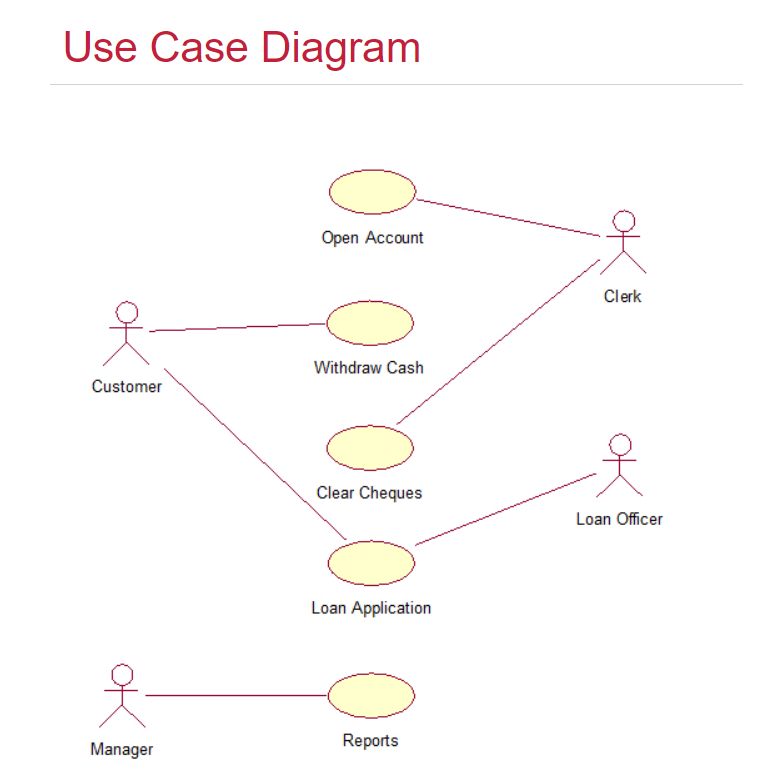 Use Case Diagram
Open Account
Clerk
Withdraw Cash
Customer
Clear Cheques
Loan Officer
Loan Application
Reports
Manager